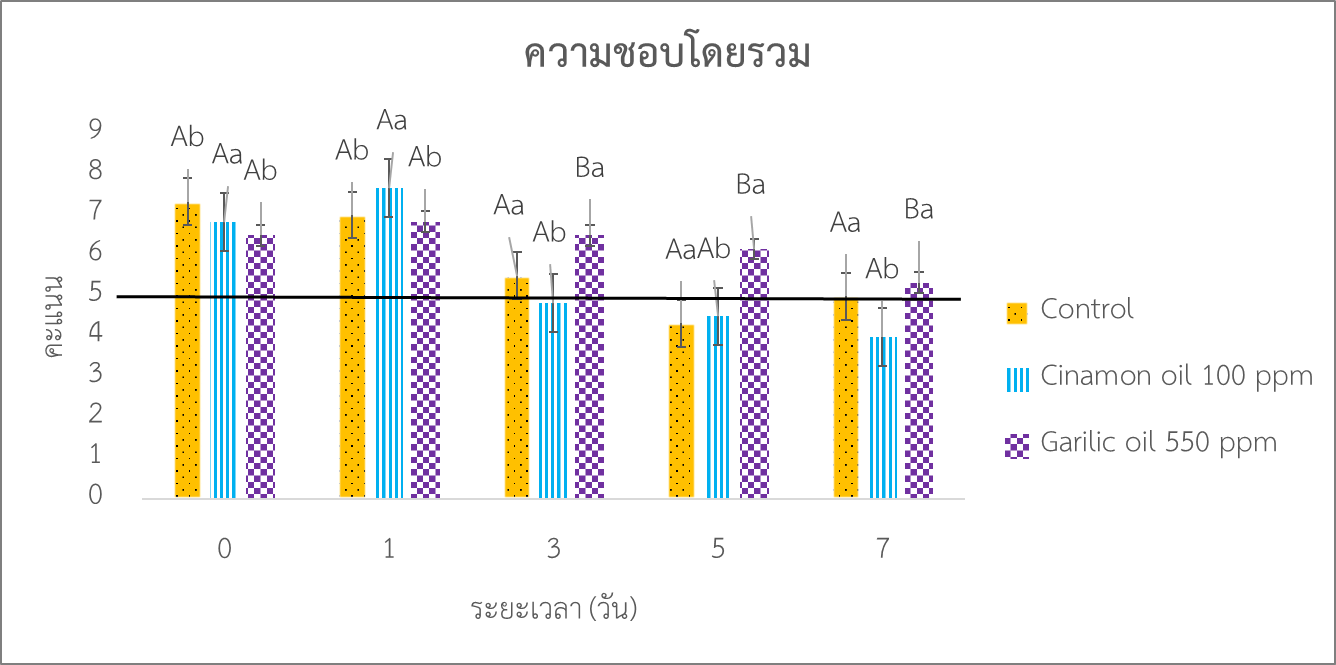 ความชอบโดยรวม
คะแนน
9
8
7
6
5
4
3
2
1
0
Ab Aa Ab
Ab Aa Ab
Aa Ab Ba
Aa Ab Ba
Aa Ab Ba
0 1 3 5 7
ระยะเวลา (วัน)
Control
Cinamon oil 100 ppm
Garilic oil 550 ppm